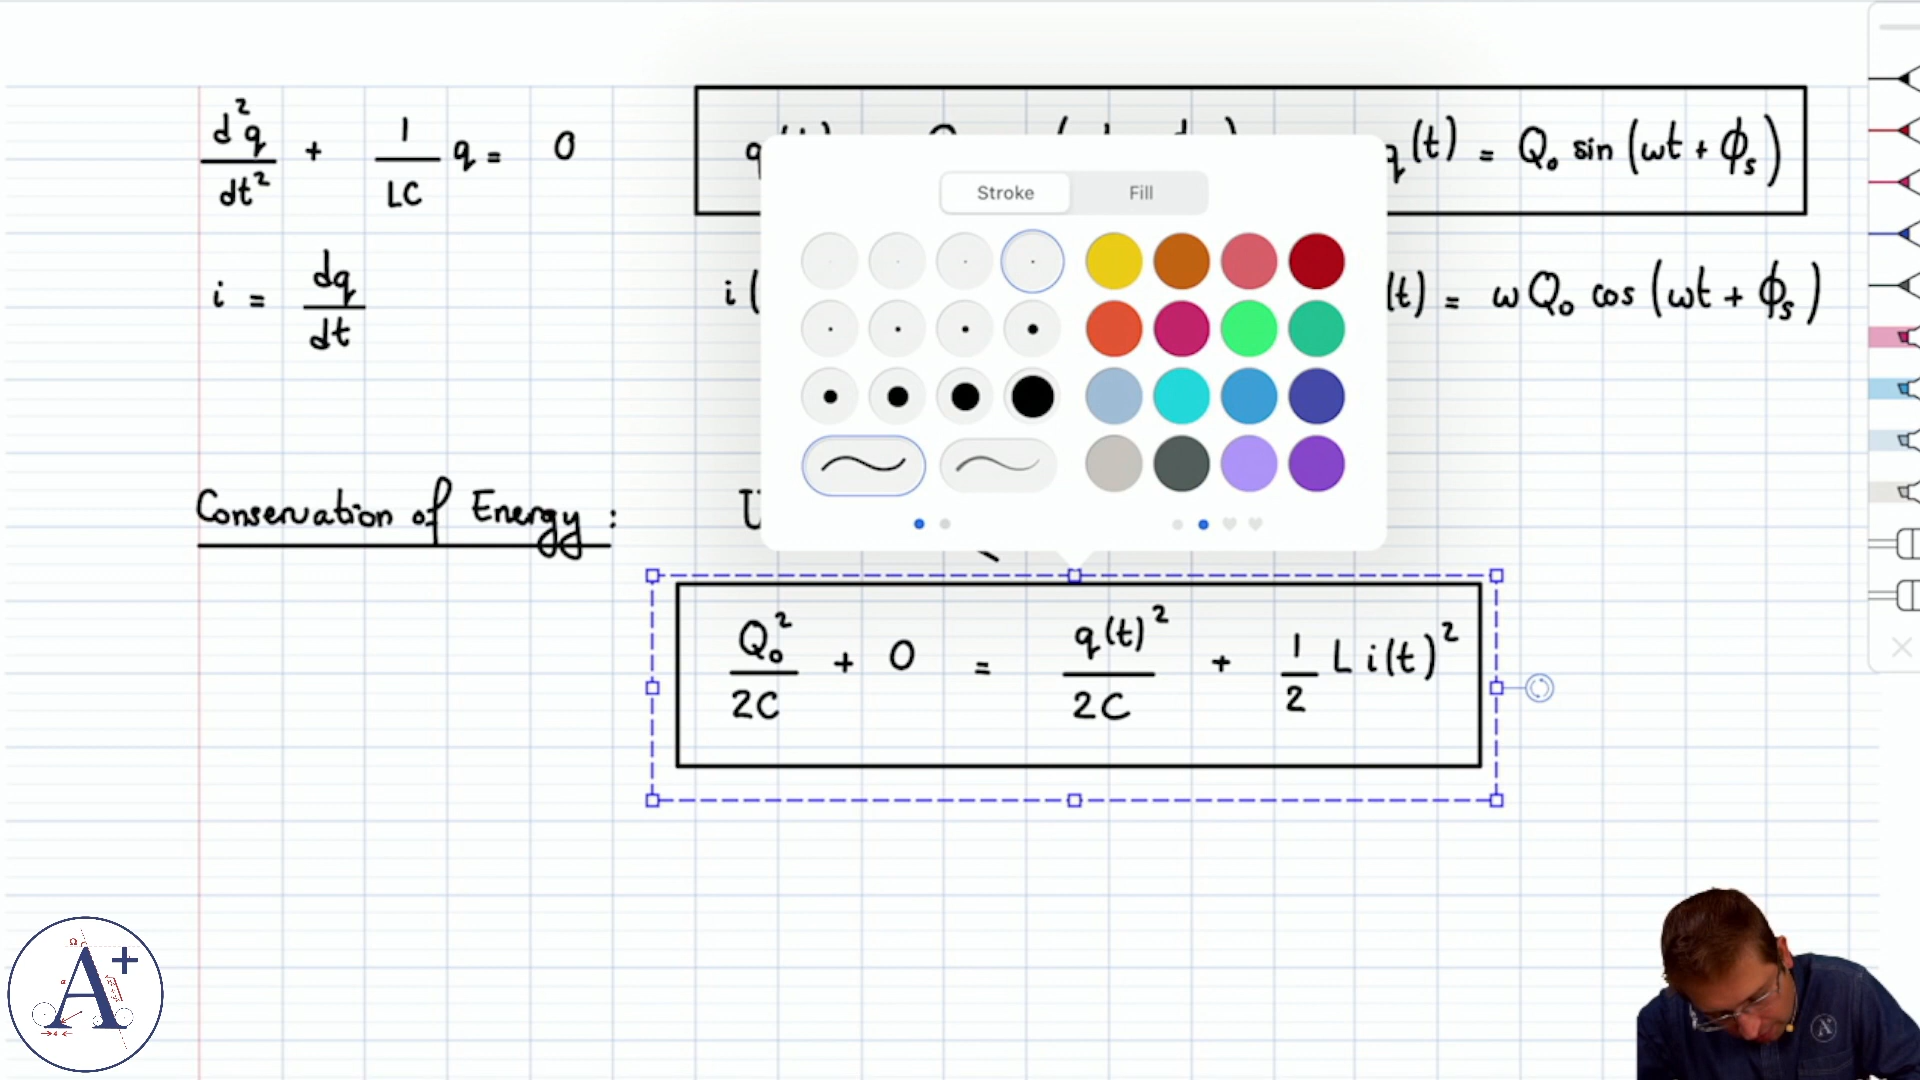 d²q/dt² + 1/LC q = 0
q(t) = Q₀ sin (ωt + ϕₛ)
Stroke Fill
i = dq/dt
i(
(t) = ωQ₀ cos (ωt + ϕₛ)
Conservation of Energy :
U
Q₀²/2C + 0 = q(t)²/2C + 1/2 L i(t)²
A+